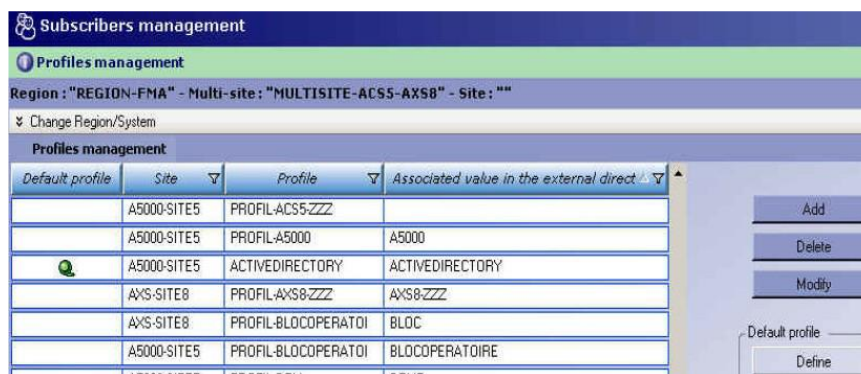 Subscribers management
Profiles management
Region : "REGION-FMA" - Multi-site : "MULTISITE-ACS5-AXS8" - Site : ""
Change Region/System
Profiles management
Default profile Site Profile Associated value in the external direct
A5000-SITE5 PROFIL-ACS5-ZZZ
A5000-SITE5 PROFIL-A5000 A5000
A5000-SITE5 ACTIVEDIRECTORY ACTIVEDIRECTORY
AXS-SITE8 PROFIL-AXS8-ZZZ AXS8-ZZZ
AXS-SITE8 PROFIL-BLOCOPERATOI BLOC
A5000-SITE5 PROFIL-BLOCOPERATOI BLOCOPERATOIRE
Add
Delete
Modify
Default profile
Define